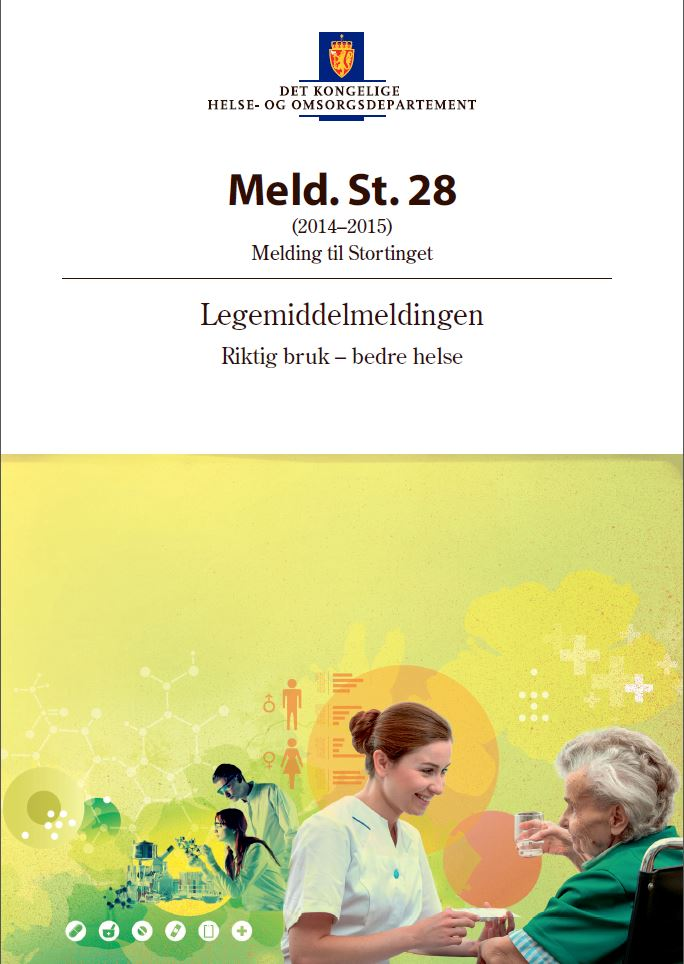 DET KONGELIGE
HELSE- OG OMSORGSDEPARTEMENT
Meld. St. 28
(2014–2015)
Melding til Stortinget
Legemiddelmeldingen
Riktig bruk – bedre helse